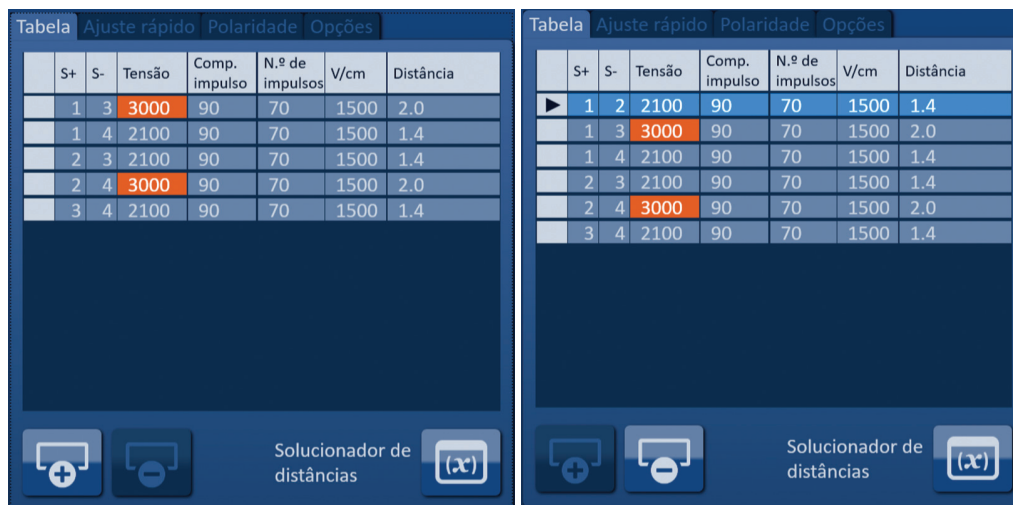 Tabela Ajuste rápido Polaridade Opções
S+ S- Tensão Comp. impulso N.º de impulsos V/cm Distância
1 3 3000 90 70 1500 2.0
1 4 2100 90 70 1500 1.4
2 3 2100 90 70 1500 1.4
2 4 3000 90 70 1500 2.0
3 4 2100 90 70 1500 1.4
Solucionador de
distâncias
(x)
Tabela Ajuste rápido Polaridade Opções
S+ S- Tensão Comp. impulso N.º de impulsos V/cm Distância
1 2 2100 90 70 1500 1.4
1 3 3000 90 70 1500 2.0
1 4 2100 90 70 1500 1.4
2 3 2100 90 70 1500 1.4
2 4 3000 90 70 1500 2.0
3 4 2100 90 70 1500 1.4
Solucionador de
distâncias
(x)